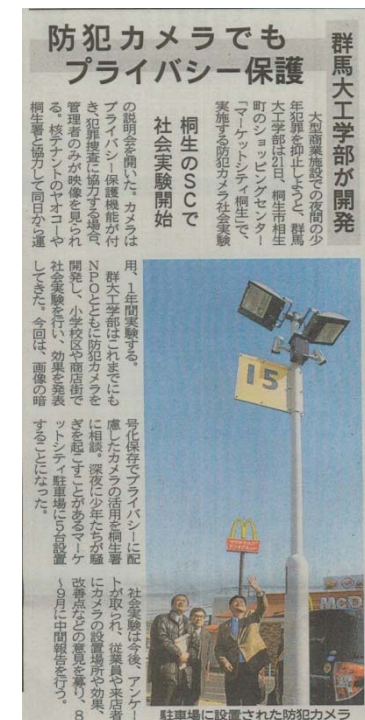 群馬大工学部が開発
防犯カメラでも
プライバシー保護
桐生のSCで
社会実験開始
大型商業施設での夜間の少
年犯罪を抑止しようと、群馬
大工学部は21日、桐生市相生
町のショッピングセンター
「マーケットシティ桐生」で、
実施する防犯カメラ社会実験
の説明会を開いた。カメラは
プライバシー保護機能が付
き、犯罪捜査に協力する場合、
管理者のみが映像を見られ
る。核テナントのヤオコーや
桐生署と協力して同日から運
用、1年間実験する。
群大工学部はこれまでにも
NPOとともに防犯カメラを
開発し、小学校区や商店街で
社会実験を行い、効果を発表
してきた。今回は、画像の暗
号化保存でプライバシーに配
慮したカメラの活用を桐生署
に相談。深夜に少年たちが騒
ぎを起こすことがあるマーケ
ットシティ駐車場に5台設置
することになった。
社会実験は今後、アンケー
トが取られ、従業員や来店者
にカメラの設置場所や効果、
改善点などの意見を募り、8
〜9月に中間報告を行う。
15
McD
駐車場に設置された防犯カメラ